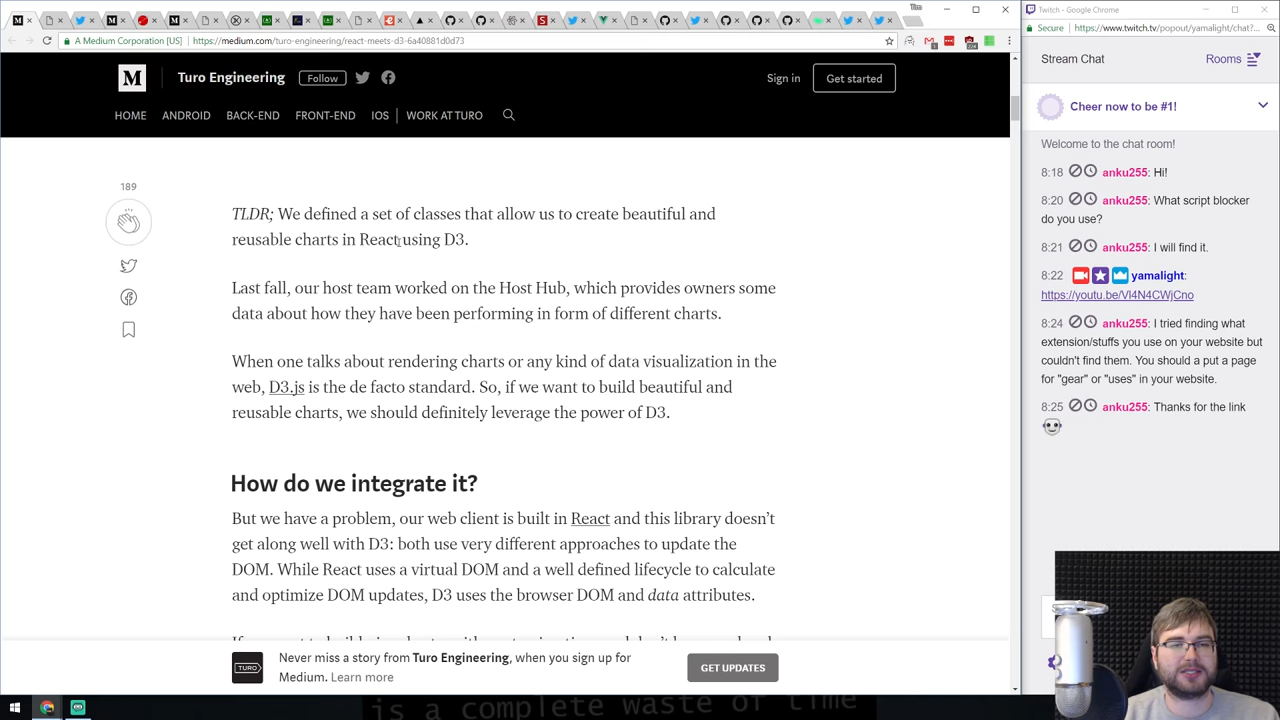 Tim
A Medium Corporation [US]
https://medium.com/turo-engineering/react-meets-d3-6a40881d0d73
M
Turo Engineering
Follow
Sign in
Get started
HOME
ANDROID
BACK-END
FRONT-END
IOS
WORK AT TURO
189
TLDR; We defined a set of classes that allow us to create beautiful and
reusable charts in React using D3.
Last fall, our host team worked on the Host Hub, which provides owners some
data about how they have been performing in form of different charts.
When one talks about rendering charts or any kind of data visualization in the
web, D3.js is the de facto standard. So, if we want to build beautiful and
reusable charts, we should definitely leverage the power of D3.
How do we integrate it?
But we have a problem, our web client is built in React and this library doesn't
get along well with D3: both use very different approaches to update the
DOM. While React uses a virtual DOM and a well defined lifecycle to calculate
and optimize DOM updates, D3 uses the browser DOM and data attributes.
TURO
Never miss a story from Turo Engineering, when you sign up for
Medium. Learn more
GET UPDATES
is a complete waste of time
Twitch - Google Chrome
Secure
https://www.twitch.tv/popout/yamalight/chat?...
Stream Chat
Rooms
Cheer now to be #1!
Welcome to the chat room!
8:18 anku255: Hi!
8:20 anku255: What script blocker
do you use?
8:21 anku255: I will find it.
8:22 yamalight:
https://youtu.be/Vl4N4CWjCno
8:24 anku255: I tried finding what
extension/stuffs you use on your website but
couldn't find them. You should a put a page
for "gear" or "uses" in your website.
8:25 anku255: Thanks for the link